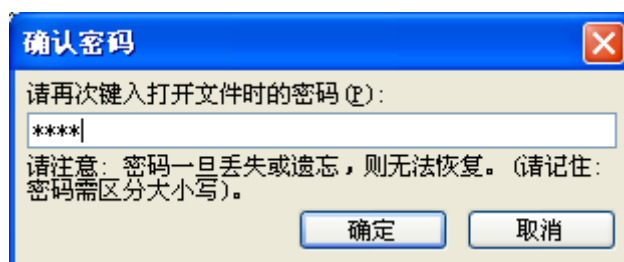 确认密码
请再次键入打开文件时的密码(P):
****
请注意: 密码一旦丢失或遗忘，则无法恢复。(请记住:
密码需区分大小写)。
确定 取消